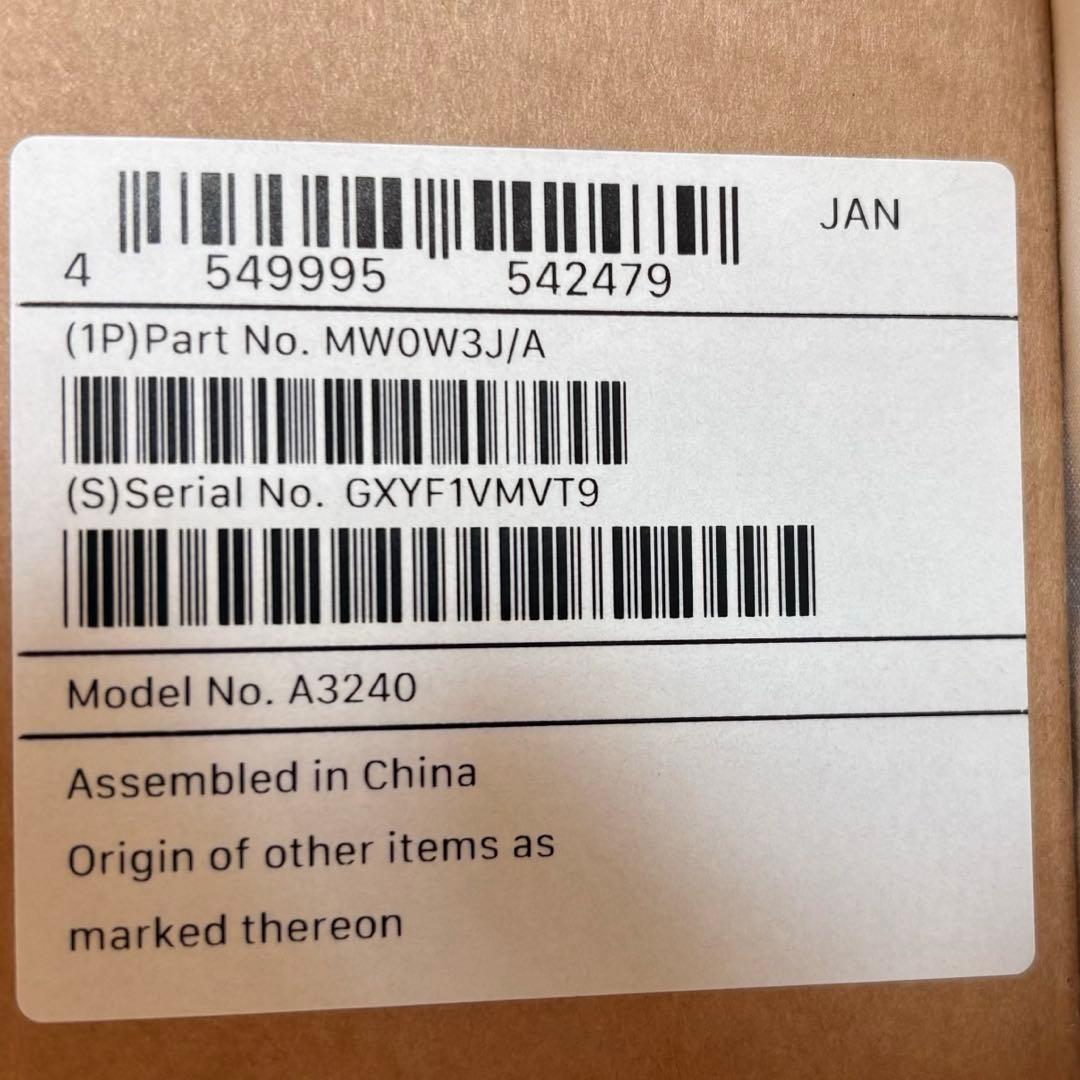 JAN
4 549995 542479
(1P)Part No. MW0W3J/A
(S)Serial No. GXYF1VMVT9
Model No. A3240
Assembled in China
Origin of other items as
marked thereon